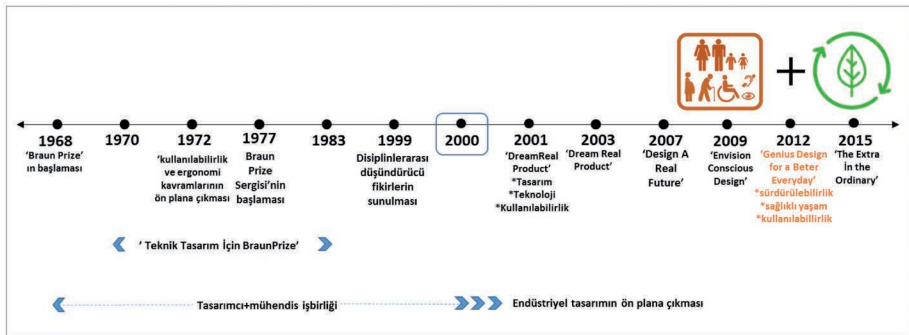 1968
'Braun Prize'
ın başlaması
1970
1972
'kullanılabilirlik
ve ergonomi
kavramlarının
ön plana çıkması
1977
Braun
Prize
Sergisi'nin
başlaması
1983
1999
Disiplinlerarası
düşündürücü
fikirlerin
sunulması
2000
2001
'DreamReal
Product'
*Tasarım
*Teknoloji
*Kullanılabilirlik
2003
'Dream Real
Product'
2007
'Design A
Real
Future'
2009
'Envision
Conscious
Design'
2012
'Genius Design
for a Beter
Everyday'
*sürdürülebilirlik
*sağlıklı yaşam
*kullanılabillirlik
2015
'The Extra
İn the
Ordinary'
' Teknik Tasarım İçin BraunPrize'
Tasarımcı+mühendis işbirliği
Endüstriyel tasarımın ön plana çıkması